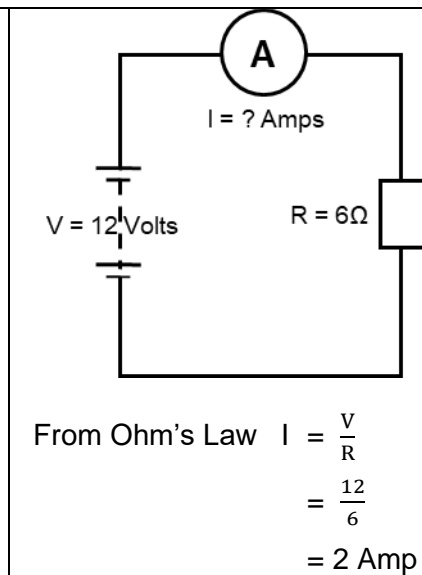 A
I = ? Amps
V = 12 Volts
R = 6Ω
From Ohm's Law I = V/R
= 12/6
= 2 Amp